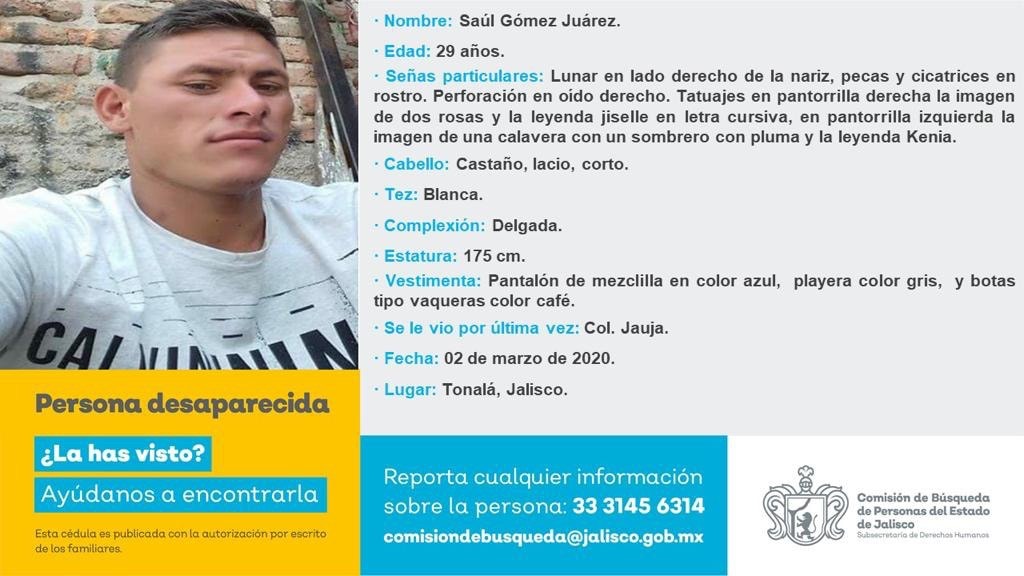 · Nombre: Saúl Gómez Juárez.
· Edad: 29 años.
· Señas particulares: Lunar en lado derecho de la nariz, pecas y cicatrices en
rostro. Perforación en oído derecho. Tatuajes en pantorrilla derecha la imagen
de dos rosas y la leyenda jiselle en letra cursiva, en pantorrilla izquierda la
imagen de una calavera con un sombrero con pluma y la leyenda Kenia.
· Cabello: Castaño, lacio, corto.
· Tez: Blanca.
· Complexión: Delgada.
· Estatura: 175 cm.
· Vestimenta: Pantalón de mezclilla en color azul, playera color gris, y botas
tipo vaqueras color café.
· Se le vio por última vez: Col. Jauja.
· Fecha: 02 de marzo de 2020.
· Lugar: Tonalá, Jalisco.
Persona desaparecida
¿La has visto?
Ayúdanos a encontrarla
Esta cédula es publicada con la autorización por escrito
de los familiares.
Reporta cualquier información
sobre la persona: 33 3145 6314
comisiondebusqueda@jalisco.gob.mx
Comisión de Búsqueda
de Personas del Estado
de Jalisco
Subsecretaría de Derechos Humanos